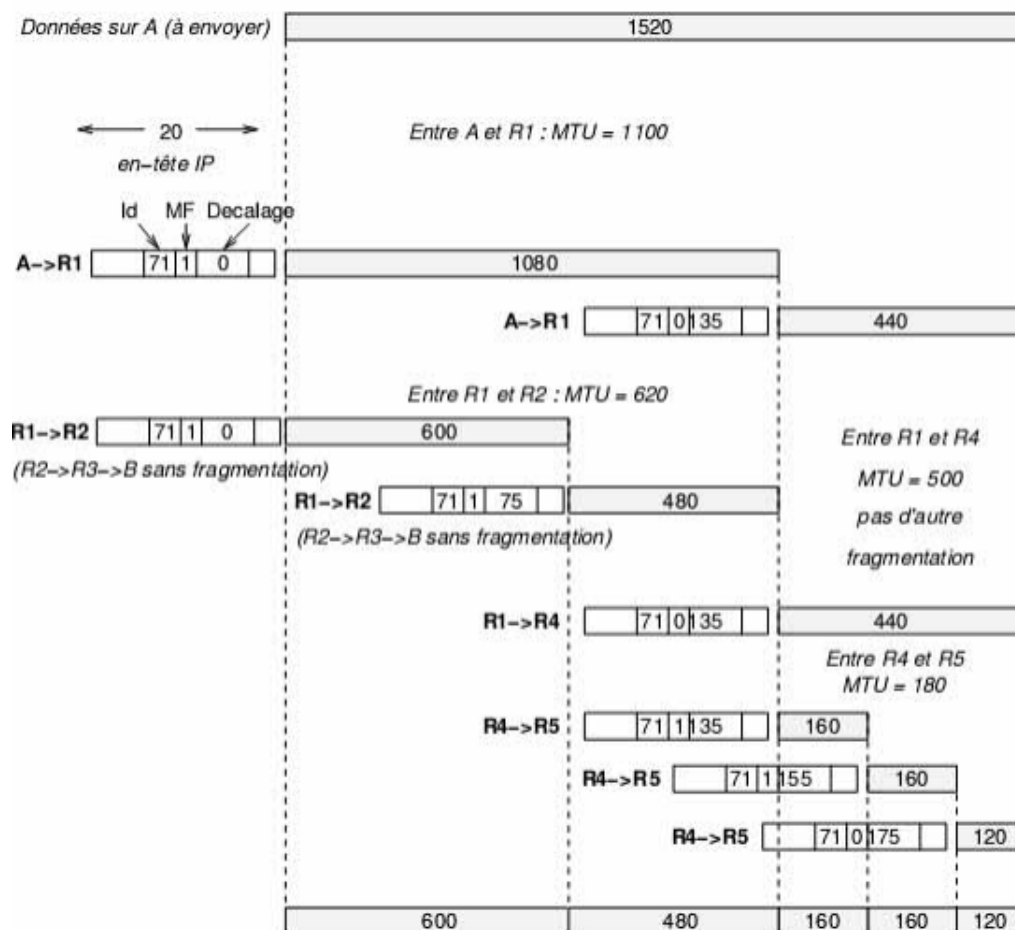 Données sur A (à envoyer) 1520
20
en-tête IP
Entre A et R1 : MTU = 1100
Id MF Decalage
A->R1 71 1 0 1080
A->R1 71 0 135 440
Entre R1 et R2 : MTU = 620
R1->R2 71 1 0 600
(R2->R3->B sans fragmentation)
R1->R2 71 1 75 480
(R2->R3->B sans fragmentation)
Entre R1 et R4
MTU = 500
pas d'autre
fragmentation
R1->R4 71 0 135 440
Entre R4 et R5
MTU = 180
R4->R5 71 1 135 160
R4->R5 71 1 155 160
R4->R5 71 0 175 120
600 480 160 160 120